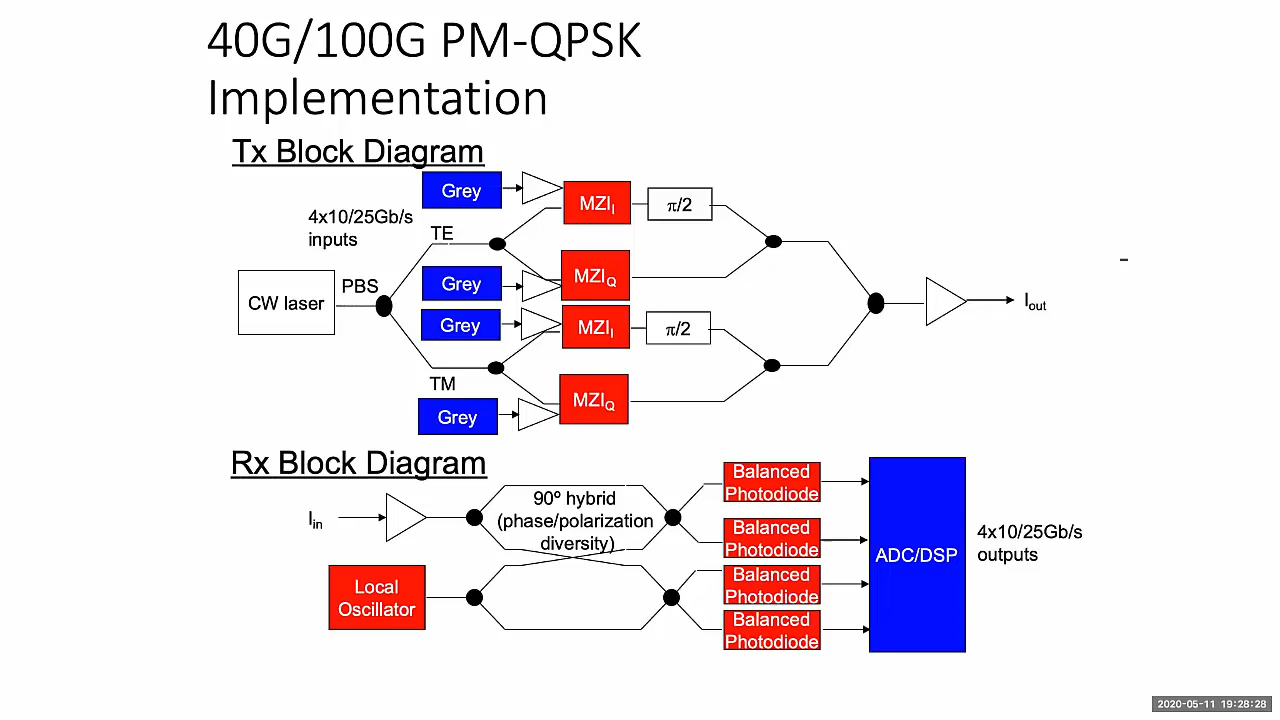 40G/100G PM-QPSK
Implementation
Tx Block Diagram
Grey
MZI_I
π/2
4x10/25Gb/s
inputs
TE
Grey
MZI_Q
PBS
CW laser
Grey
MZI_I
π/2
I_out
TM
Grey
MZI_Q
Rx Block Diagram
I_in
90º hybrid
(phase/polarization
diversity)
Balanced
Photodiode
Balanced
Photodiode
Balanced
Photodiode
Balanced
Photodiode
Local
Oscillator
ADC/DSP
4x10/25Gb/s
outputs
2020-05-11 19:28:28